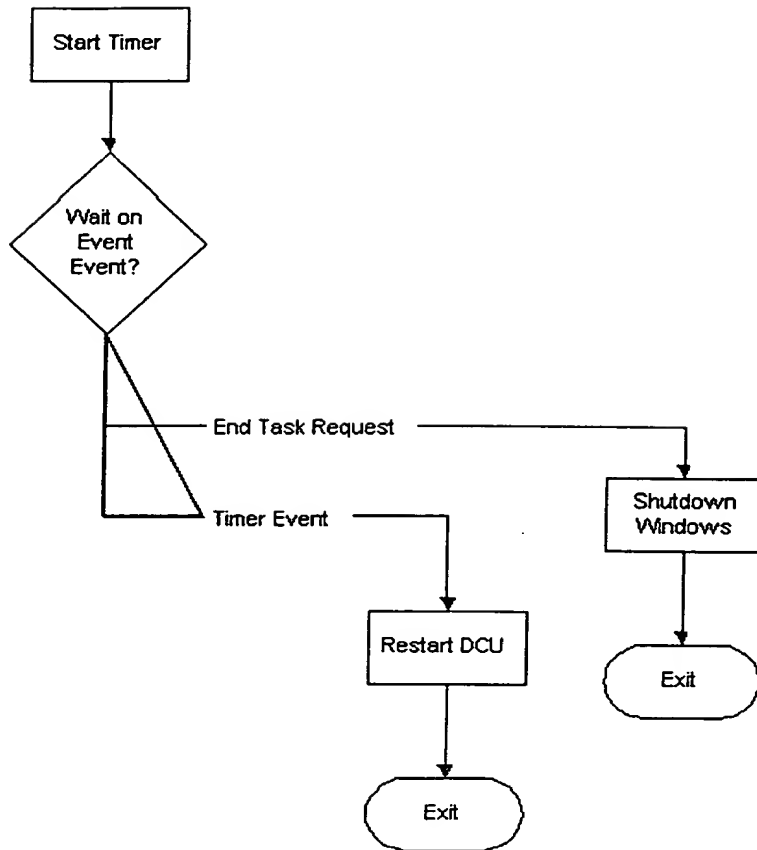 Start Timer
Wait on
Event
Event?
End Task Request
Shutdown
Windows
Timer Event
Restart DCU
Exit
Exit